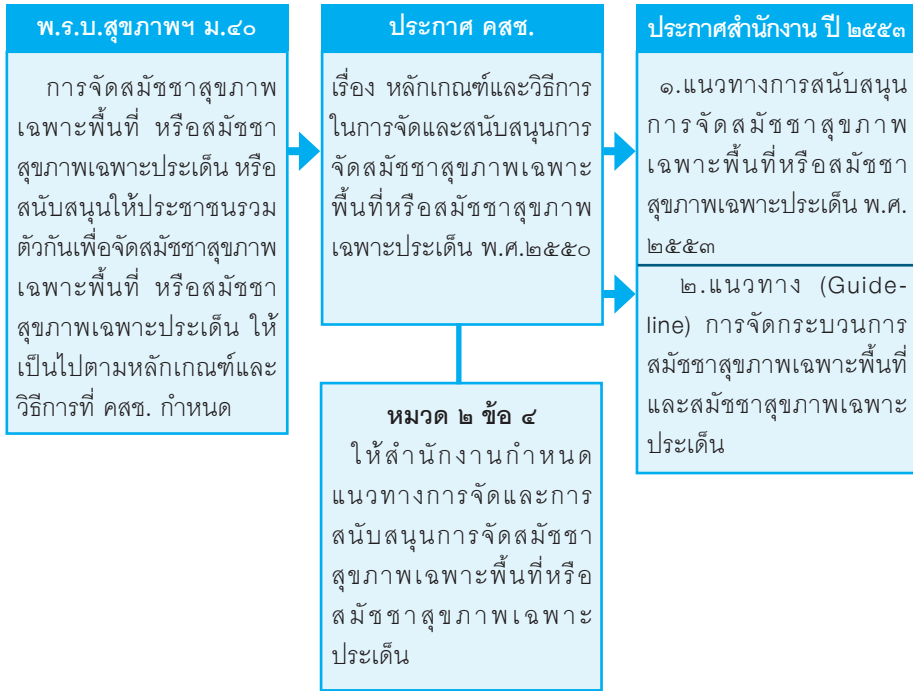 พ.ร.บ.สุขภาพฯ ม.๔๐
การจัดสมัชชาสุขภาพ
เฉพาะพื้นที่ หรือสมัชชา
สุขภาพเฉพาะประเด็น หรือ
สนับสนุนให้ประชาชนรวม
ตัวกันเพื่อจัดสมัชชาสุขภาพ
เฉพาะพื้นที่ หรือสมัชชา
สุขภาพเฉพาะประเด็น ให้
เป็นไปตามหลักเกณฑ์และ
วิธีการที่ คสช. กำหนด
ประกาศ คสช.
เรื่อง หลักเกณฑ์และวิธีการ
ในการจัดและสนับสนุนการ
จัดสมัชชาสุขภาพเฉพาะ
พื้นที่หรือสมัชชาสุขภาพ
เฉพาะประเด็น พ.ศ.๒๕๕๐
หมวด ๒ ข้อ ๔
ให้สำนักงานกำหนด
แนวทางการจัดและการ
สนับสนุนการจัดสมัชชา
สุขภาพเฉพาะพื้นที่หรือ
สมัชชาสุขภาพเฉพาะ
ประเด็น
ประกาศสำนักงาน ปี ๒๕๕๓
๑.แนวทางการสนับสนุน
การจัดสมัชชาสุขภาพ
เฉพาะพื้นที่หรือสมัชชา
สุขภาพเฉพาะประเด็น พ.ศ.
๒๕๕๓
๒.แนวทาง (Guide-
line) การจัดกระบวนการ
สมัชชาสุขภาพเฉพาะพื้นที่
และสมัชชาสุขภาพเฉพาะ
ประเด็น